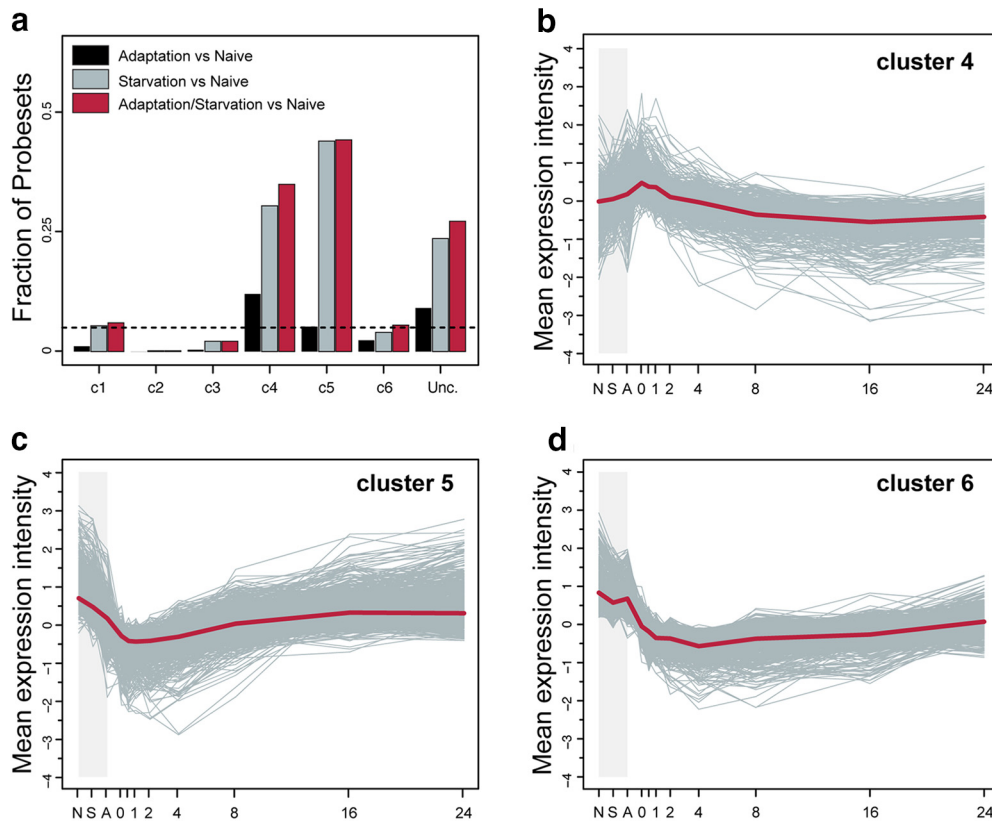 a
Adaptation vs Naive
Starvation vs Naive
Adaptation/Starvation vs Naive
Fraction of Probesets
0.5
0.25
0
c1 c2 c3 c4 c5 c6 Unc.
b
cluster 4
Mean expression intensity
4
3
2
1
0
-1
-2
-3
-4
N S A 0 1 2 4 8 16 24
c
cluster 5
Mean expression intensity
4
3
2
1
0
-1
-2
-3
-4
N S A 0 1 2 4 8 16 24
d
cluster 6
Mean expression intensity
4
3
2
1
0
-1
-2
-3
-4
N S A 0 1 2 4 8 16 24